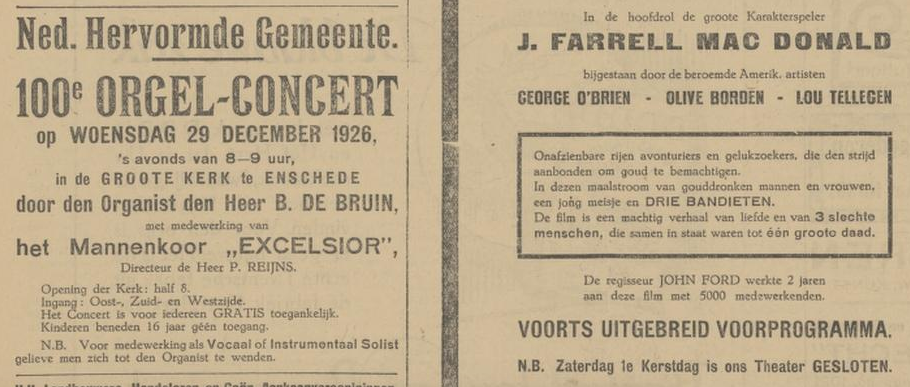 Ned. Hervormde Gemeente.
100e ORGEL-CONCERT
op WOENSDAG 29 DECEMBER 1926,
's avonds van 8—9 uur,
in de GROOTE KERK te ENSCHEDE
door den Organist den Heer B. DE BRUIN,
met medewerking van
het Mannenkoor „EXCELSIOR”,
Directeur de Heer P. REIJNS.
Opening der Kerk: half 8.
Ingang: Oost-, Zuid- en Westzijde.
Het Concert is voor iedereen GRATIS toegankelijk.
Kinderen beneden 16 jaar géén toegang.
N.B. Voor medewerking als Vocaal of Instrumentaal Solist
gelieve men zich tot den Organist te wenden.
In de hoofdrol de groote Karakterspeler
J. FARRELL MAC DONALD
bijgestaan door de beroemde Amerik. artisten
GEORGE O'BRIEN - OLIVE BORDEN - LOU TELLEGEN
Onafzienbare rijen avonturiers en gelukzoekers, die den strijd
aanbonden om goud te bemachtigen.
In dezen maalstroom van gouddronken mannen en vrouwen,
een jong meisje en DRIE BANDIETEN.
De film is een machtig verhaal van liefde en van 3 slechte
menschen, die samen in staat waren tot één groote daad.
De regisseur JOHN FORD werkte 2 jaren
aan deze film met 5000 medewerkenden.
VOORTS UITGEBREID VOORPROGRAMMA.
N.B. Zaterdag 1e Kerstdag is ons Theater GESLOTEN.